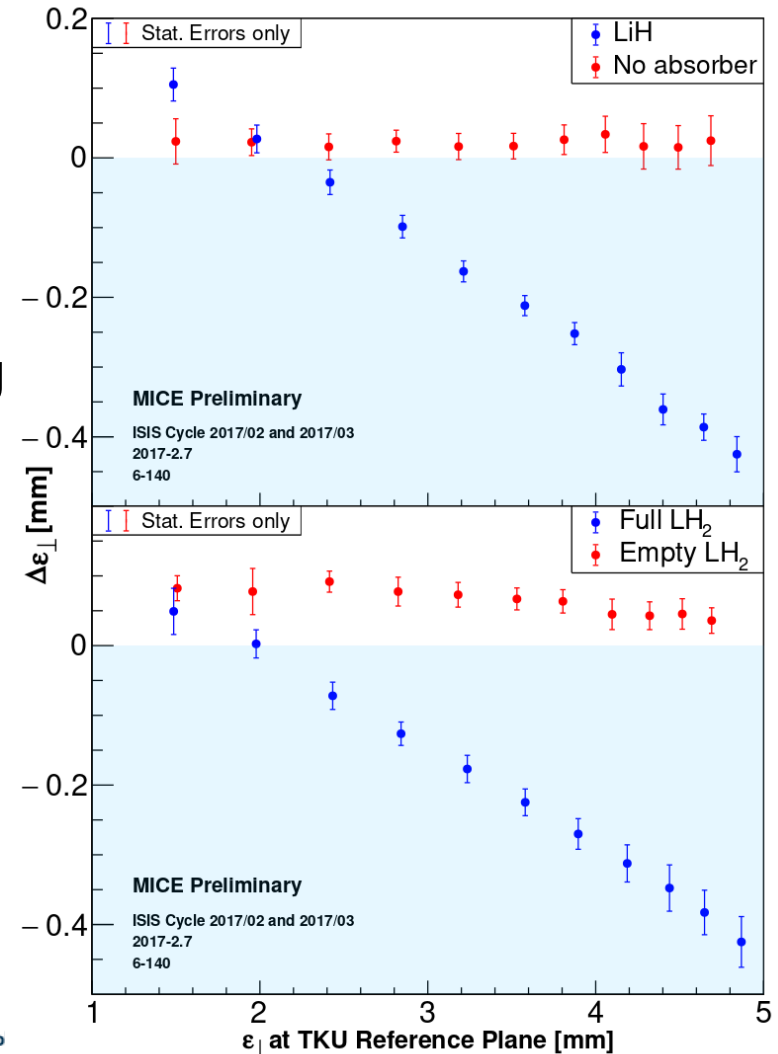 0.2
Stat. Errors only
LiH
No absorber
0
− 0.2
− 0.4
MICE Preliminary
ISIS Cycle 2017/02 and 2017/03
2017-2.7
6-140
Δε⊥ [mm]
Stat. Errors only
Full LH2
Empty LH2
0
− 0.2
− 0.4
MICE Preliminary
ISIS Cycle 2017/02 and 2017/03
2017-2.7
6-140
1 2 3 4 5
ε⊥ at TKU Reference Plane [mm]